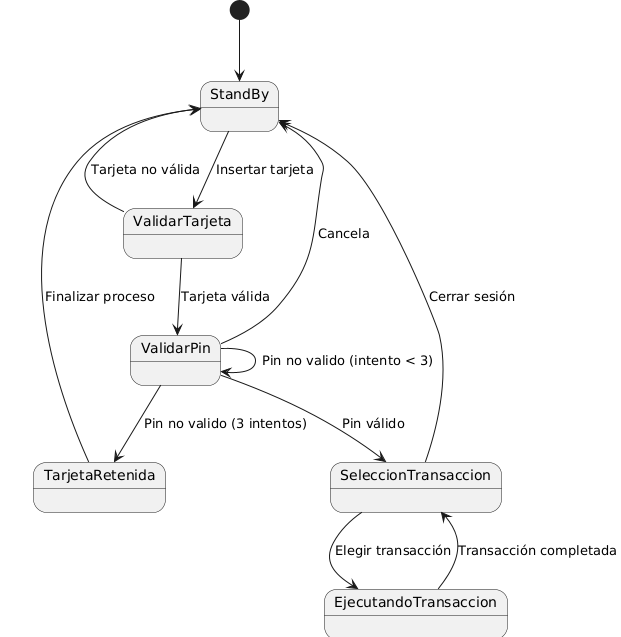 StandBy
Tarjeta no válida
Insertar tarjeta
ValidarTarjeta
Cancela
Finalizar proceso
Tarjeta válida
Cerrar sesión
ValidarPin
Pin no valido (intento < 3)
Pin no valido (3 intentos)
Pin válido
TarjetaRetenida
SeleccionTransaccion
Elegir transacción
Transacción completada
EjecutandoTransaccion